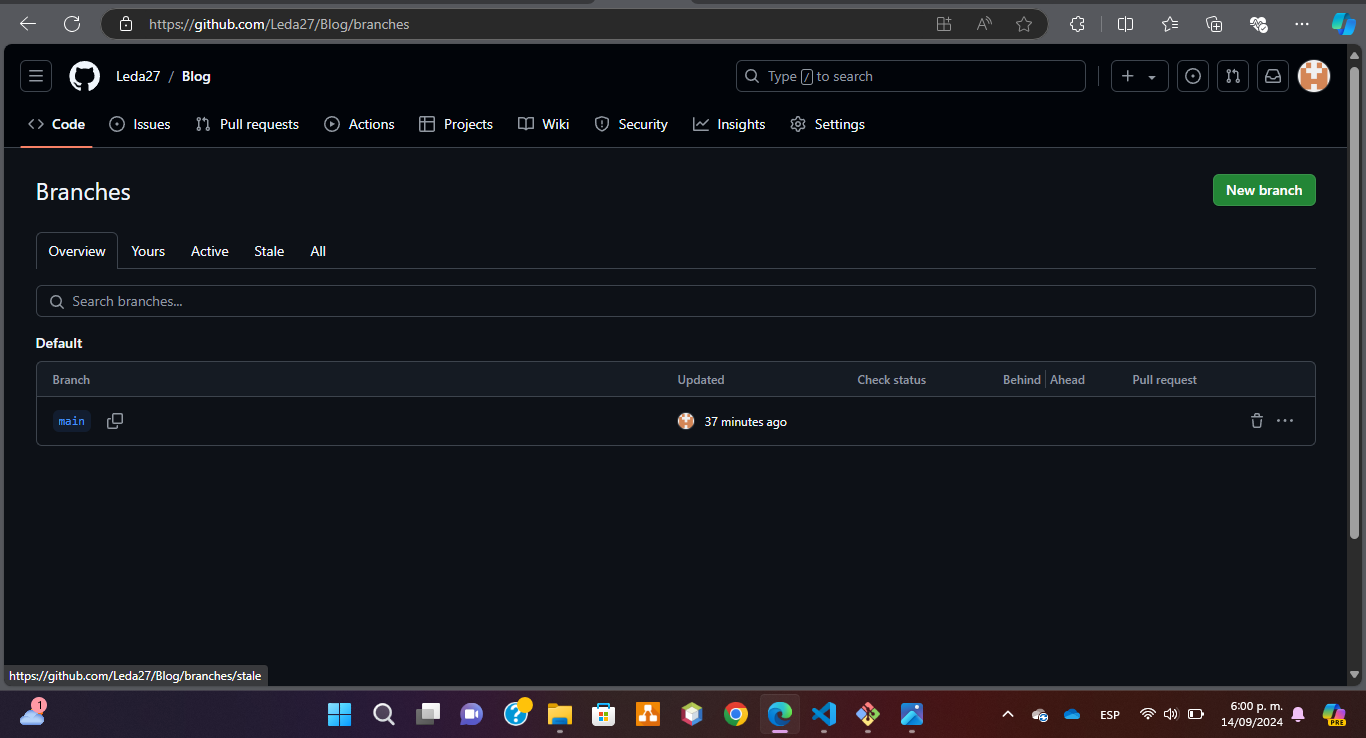 https://github.com/Leda27/Blog/branches
Leda27 / Blog
Type / to search
Code Issues Pull requests Actions Projects Wiki Security Insights Settings
Branches
New branch
Overview Yours Active Stale All
Search branches...
Default
Branch Updated Check status Behind Ahead Pull request
main 37 minutes ago
https://github.com/Leda27/Blog/branches/stale
1
ESP
6:00 p. m.
14/09/2024
PRE